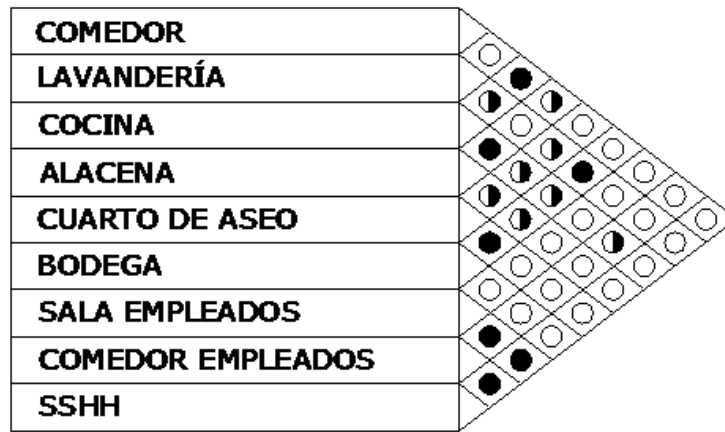 COMEDOR
LAVANDERÍA
COCINA
ALACENA
CUARTO DE ASEO
BODEGA
SALA EMPLEADOS
COMEDOR EMPLEADOS
SSHH